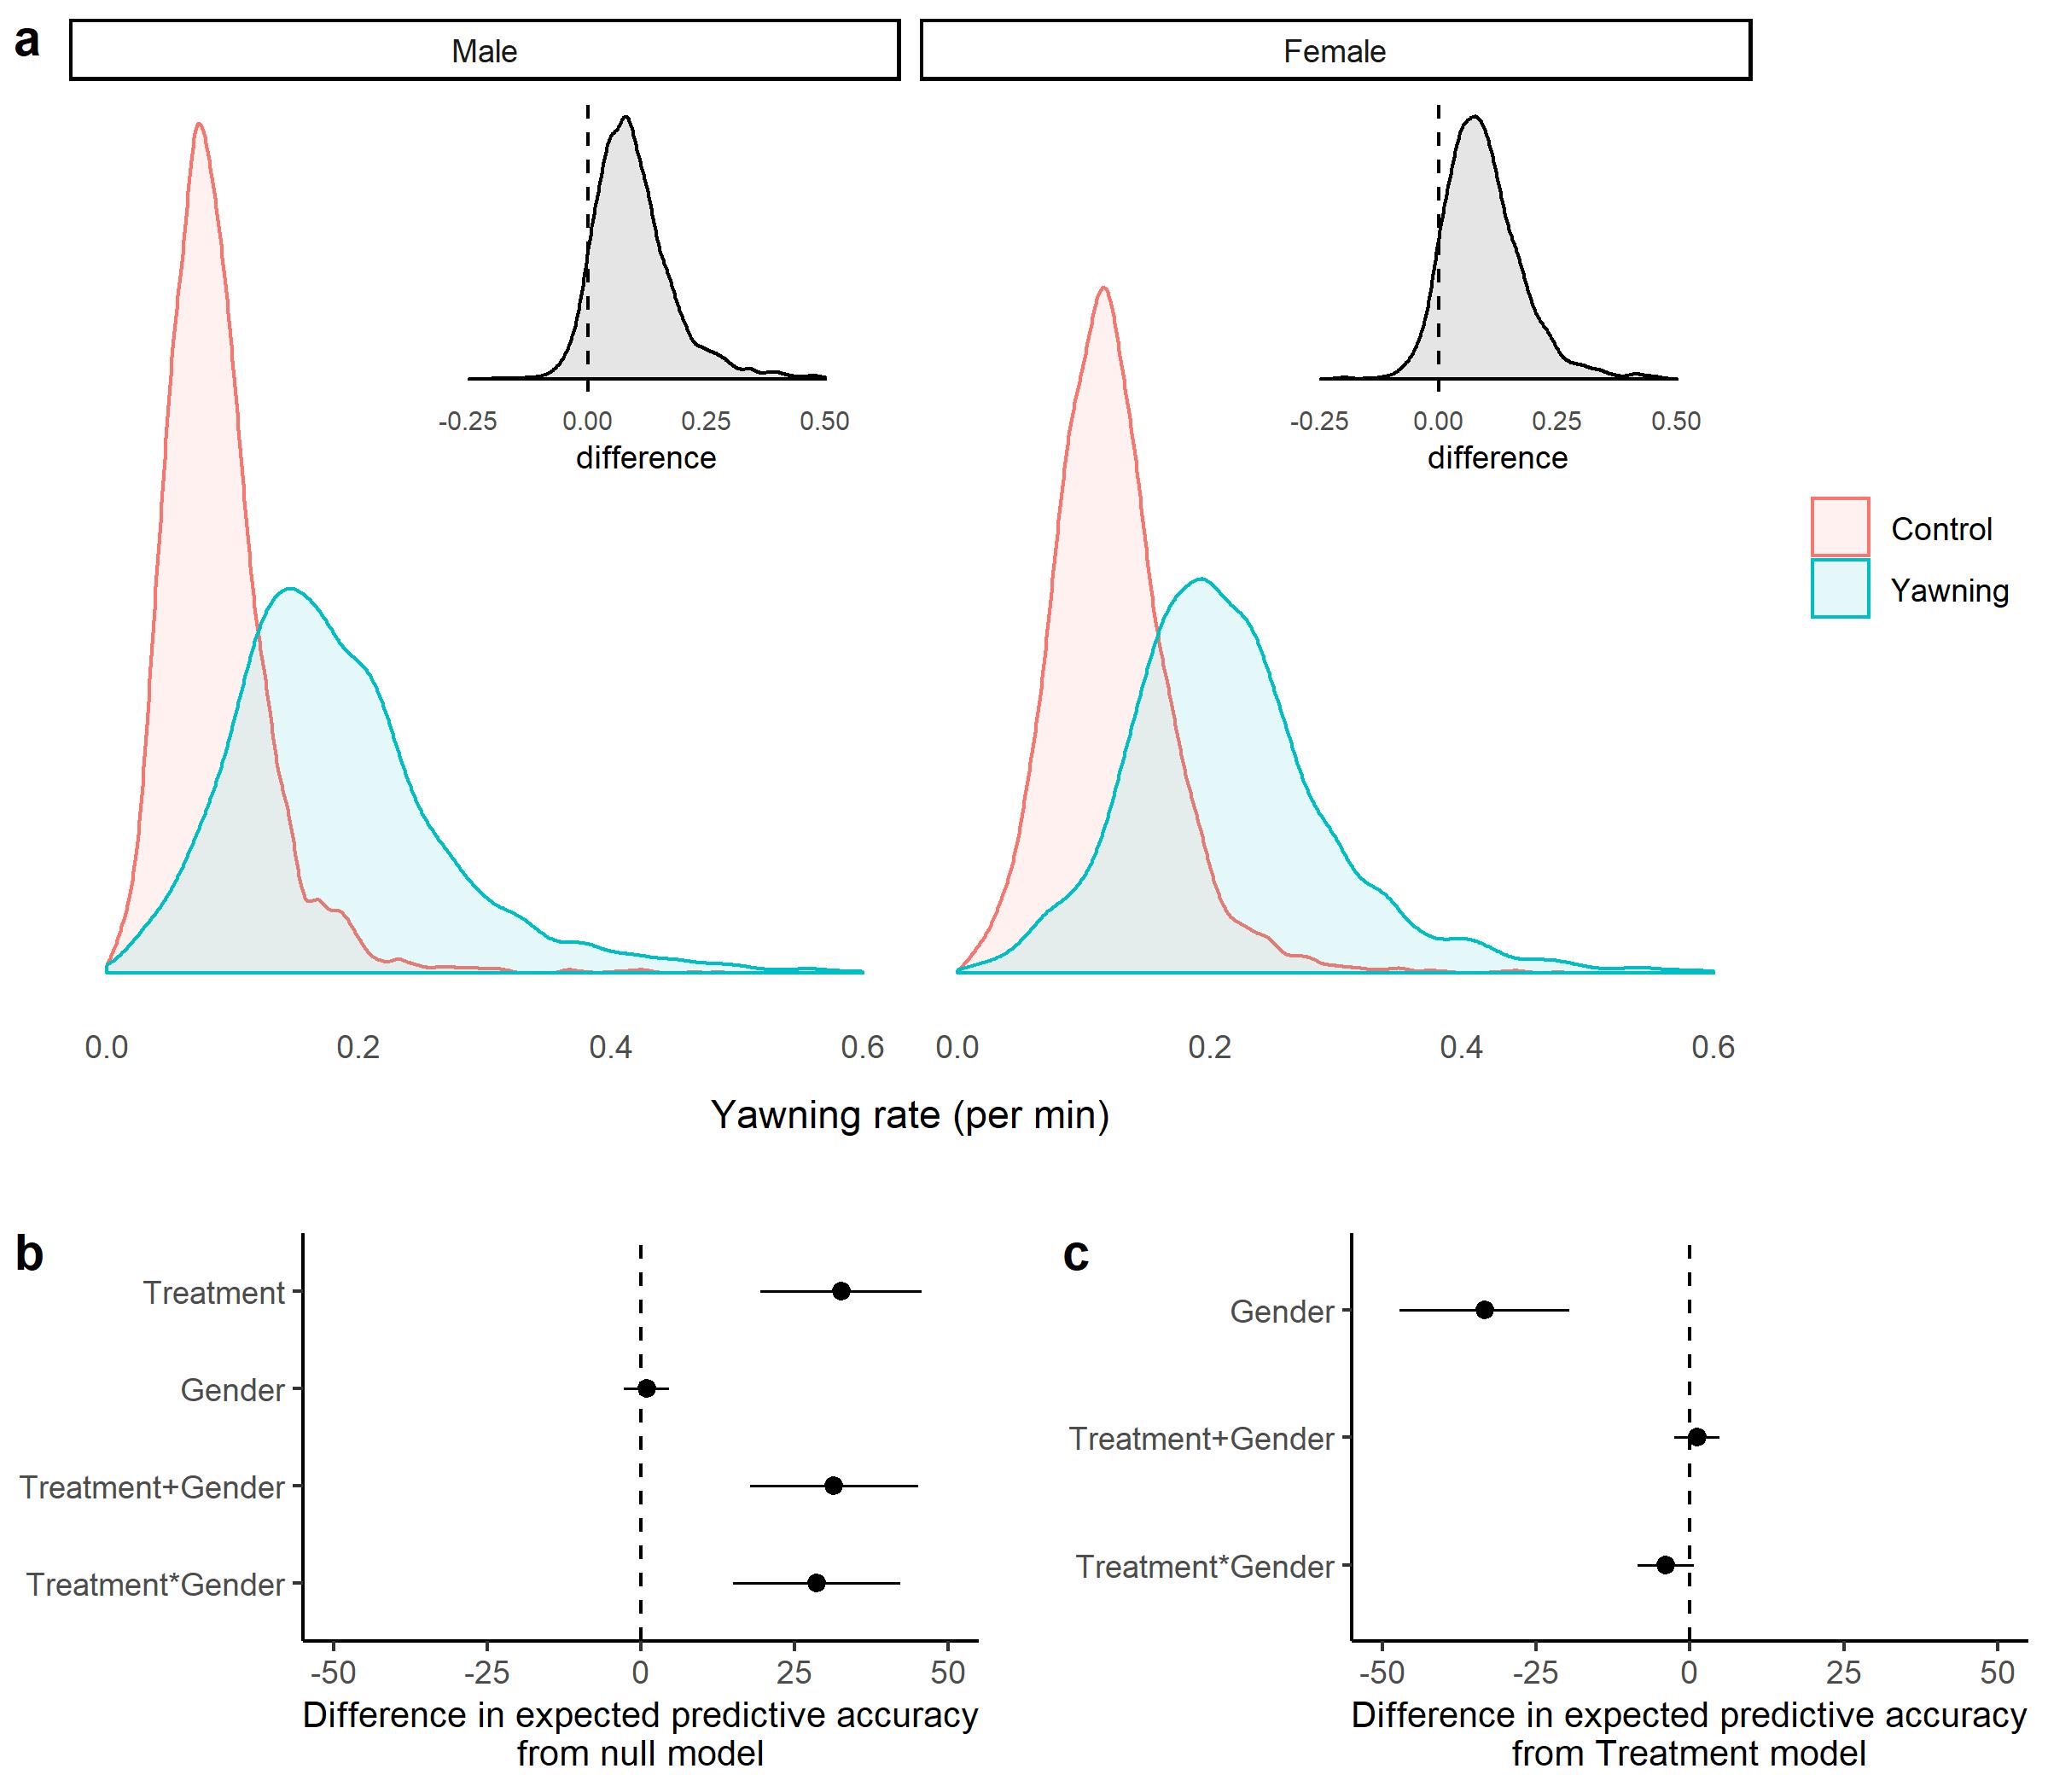 a
Male
Female
-0.25 0.00 0.25 0.50
difference
-0.25 0.00 0.25 0.50
difference
Control
Yawning
0.0 0.2 0.4 0.6
0.0 0.2 0.4 0.6
Yawning rate (per min)
b
Treatment
Gender
Treatment+Gender
Treatment*Gender
-50 -25 0 25 50
Difference in expected predictive accuracy
from null model
c
Gender
Treatment+Gender
Treatment*Gender
-50 -25 0 25 50
Difference in expected predictive accuracy
from Treatment model